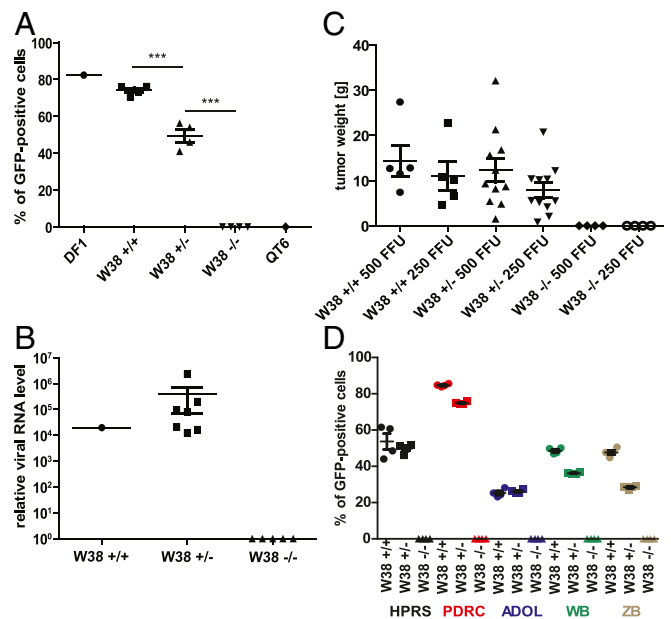 A
% of GFP-positive cells
100
80
60
40
20
0
***
***
DF1
W38 +/+
W38 +/-
W38 -/-
QT6
C
tumor weight [g]
40
30
20
10
0
W38 +/+ 500 FFU
W38 +/+ 250 FFU
W38 +/- 500 FFU
W38 +/- 250 FFU
W38 -/- 500 FFU
W38 -/- 250 FFU
B
relative viral RNA level
10⁷
10⁶
10⁵
10⁴
10³
10²
10¹
10⁰
W38 +/+
W38 +/-
W38 -/-
D
% of GFP-positive cells
100
80
60
40
20
0
W38 +/+
W38 +/-
W38 -/-
W38 +/+
W38 +/-
W38 -/-
W38 +/+
W38 +/-
W38 -/-
W38 +/+
W38 +/-
W38 -/-
W38 +/+
W38 +/-
W38 -/-
HPRS PDRC ADOL WB ZB